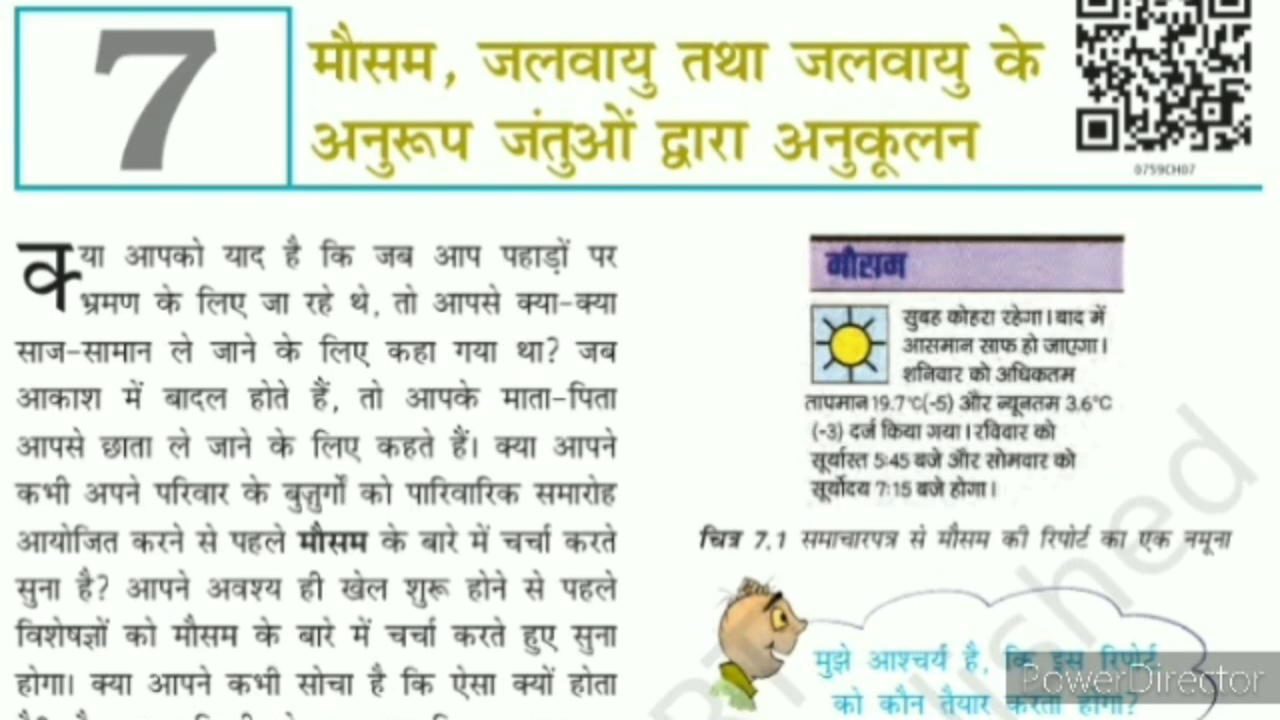 7
मौसम, जलवायु तथा जलवायु के
अनुरूप जंतुओं द्वारा अनुकूलन
0759CH07
क्या आपको याद है कि जब आप पहाड़ों पर
भ्रमण के लिए जा रहे थे, तो आपसे क्या-क्या
साज-सामान ले जाने के लिए कहा गया था? जब
आकाश में बादल होते हैं, तो आपके माता-पिता
आपसे छाता ले जाने के लिए कहते हैं। क्या आपने
कभी अपने परिवार के बुज़ुर्गों को पारिवारिक समारोह
आयोजित करने से पहले मौसम के बारे में चर्चा करते
सुना है? आपने अवश्य ही खेल शुरू होने से पहले
विशेषज्ञों को मौसम के बारे में चर्चा करते हुए सुना
होगा। क्या आपने कभी सोचा है कि ऐसा क्यों होता
मौसम
सुबह कोहरा रहेगा। बाद में
आसमान साफ हो जाएगा।
शनिवार को अधिकतम
तापमान 19.7°C(-5) और न्यूनतम 3.6°C
(-3) दर्ज किया गया। रविवार को
सूर्यास्त 5:45 बजे और सोमवार को
सूर्योदय 7:15 बजे होगा।
चित्र 7.1 समाचारपत्र से मौसम की रिपोर्ट का एक नमूना
मुझे आश्चर्य है, कि इस रिपोर्ट
को कौन तैयार करता होगा?
PowerDirector